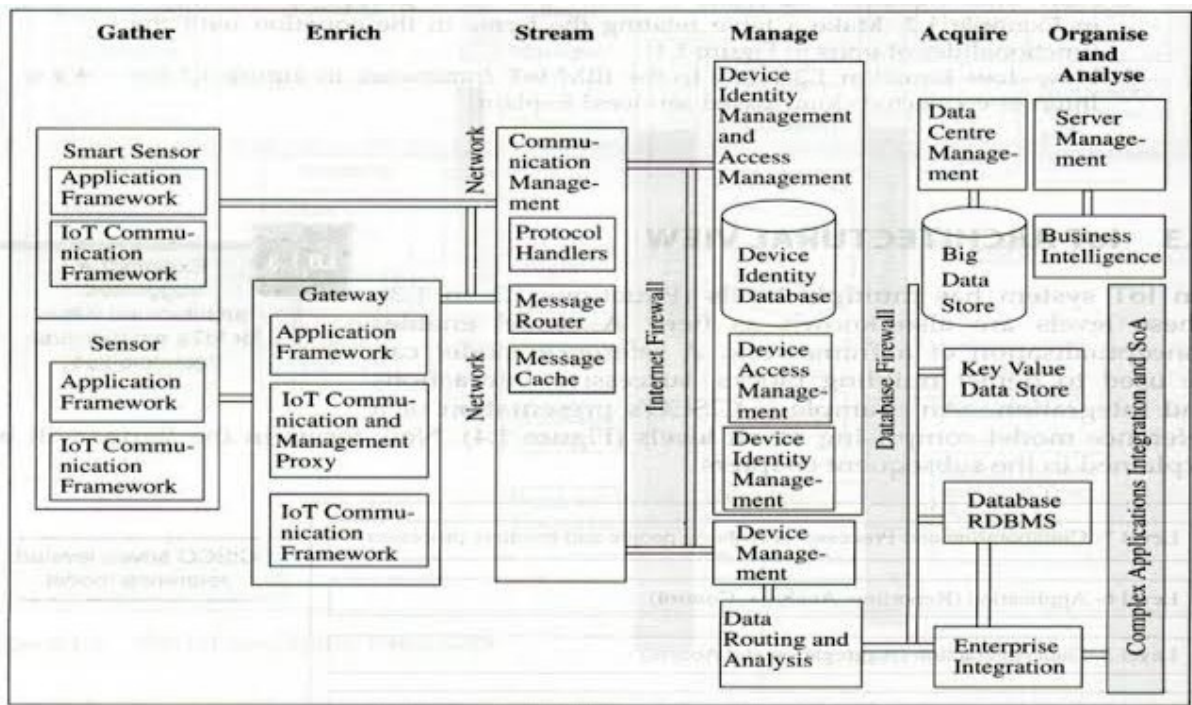 Gather
Enrich
Stream
Manage
Acquire
Organise
and
Analyse
Smart Sensor
Application
Framework
IoT Commu-
nication
Framework
Sensor
Application
Framework
IoT Commu-
nication
Framework
Gateway
Application
Framework
IoT Commu-
nication and
Management
Proxy
IoT Commu-
nication
Framework
Network
Network
Commu-
nication
Manage-
ment
Protocol
Handlers
Message
Router
Message
Cache
Internet Firewall
Device
Identity
Management
and
Access
Management
Device
Identity
Database
Device
Access
Manage-
ment
Device
Identity
Manage-
ment
Device
Manage-
ment
Data
Routing and
Analysis
Database Firewall
Data
Centre
Manage-
ment
Big
Data
Store
Key Value
Data Store
Database
RDBMS
Enterprise
Integration
Server
Manage-
ment
Business
Intelligence
Complex Applications Integration and SoA